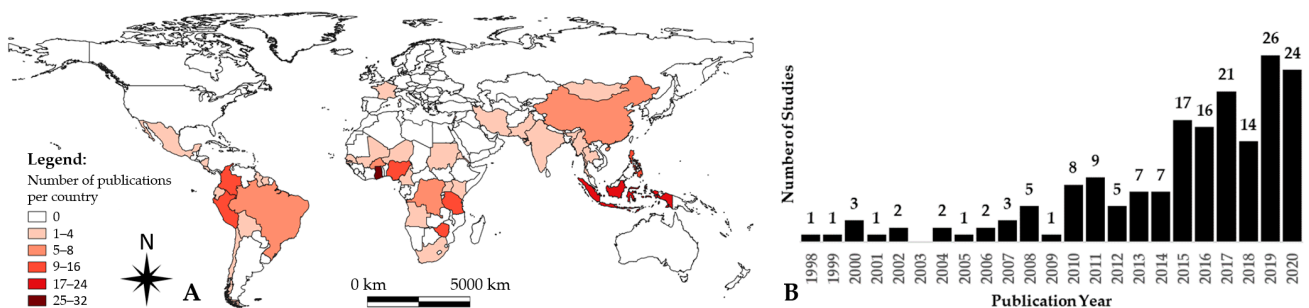 Legend:
Number of publications
per country
0
1–4
5–8
9–16
17–24
25–32
N
A
0 km 5000 km
B
Number of Studies
1 1 3 1 2 2 1 2 3 5 1 8 9 5 7 7 17 16 21 14 26 24
1998 1999 2000 2001 2002 2003 2004 2005 2006 2007 2008 2009 2010 2011 2012 2013 2014 2015 2016 2017 2018 2019 2020
Publication Year